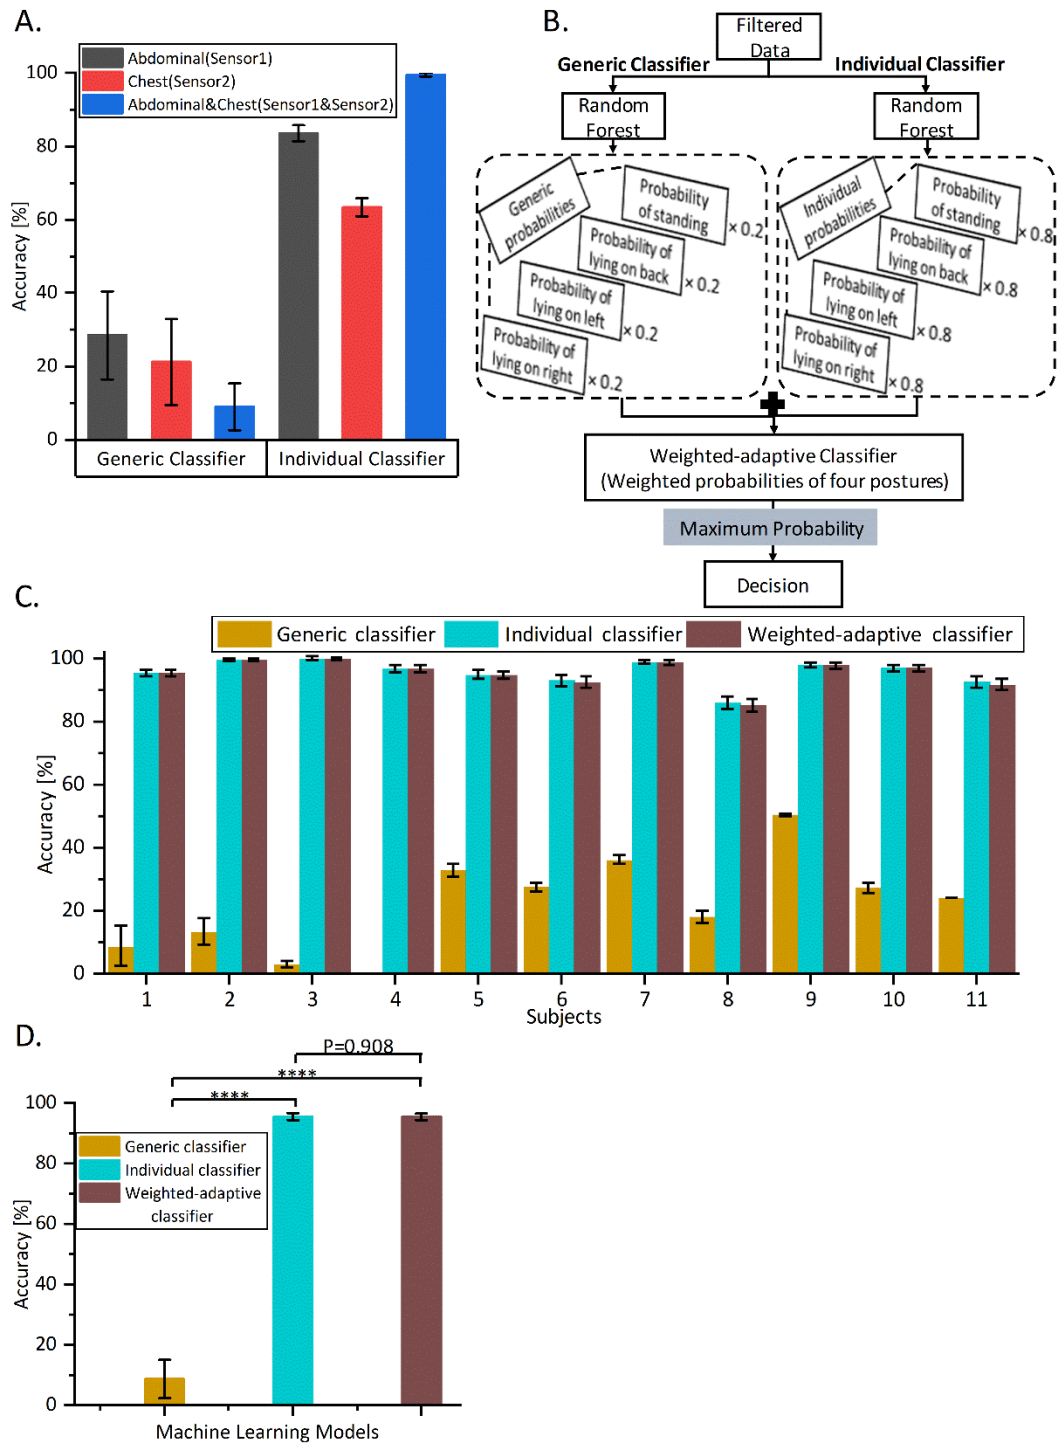 A.
Abdominal(Sensor1)
Chest(Sensor2)
Abdominal&Chest(Sensor1&Sensor2)
Accuracy [%]
100
80
60
40
20
0
Generic Classifier
Individual Classifier
B.
Filtered
Data
Generic Classifier
Individual Classifier
Random
Forest
Random
Forest
Generic
probabilities
Probability
of standing
× 0.2
Probability of
lying on back
× 0.2
Probability of
lying on left
× 0.2
Probability of
lying on right
× 0.2
Individual
probabilities
Probability
of standing
× 0.8
Probability of
lying on back
× 0.8
Probability of
lying on left
× 0.8
Probability of
lying on right
× 0.8
Weighted-adaptive Classifier
(Weighted probabilities of four postures)
Maximum Probability
Decision
C.
Generic classifier
Individual classifier
Weighted-adaptive classifier
Accuracy [%]
100
80
60
40
20
0
1 2 3 4 5 6 7 8 9 10 11
Subjects
D.
P=0.908
****
****
Generic classifier
Individual classifier
Weighted-adaptive
classifier
Accuracy [%]
100
80
60
40
20
0
Machine Learning Models